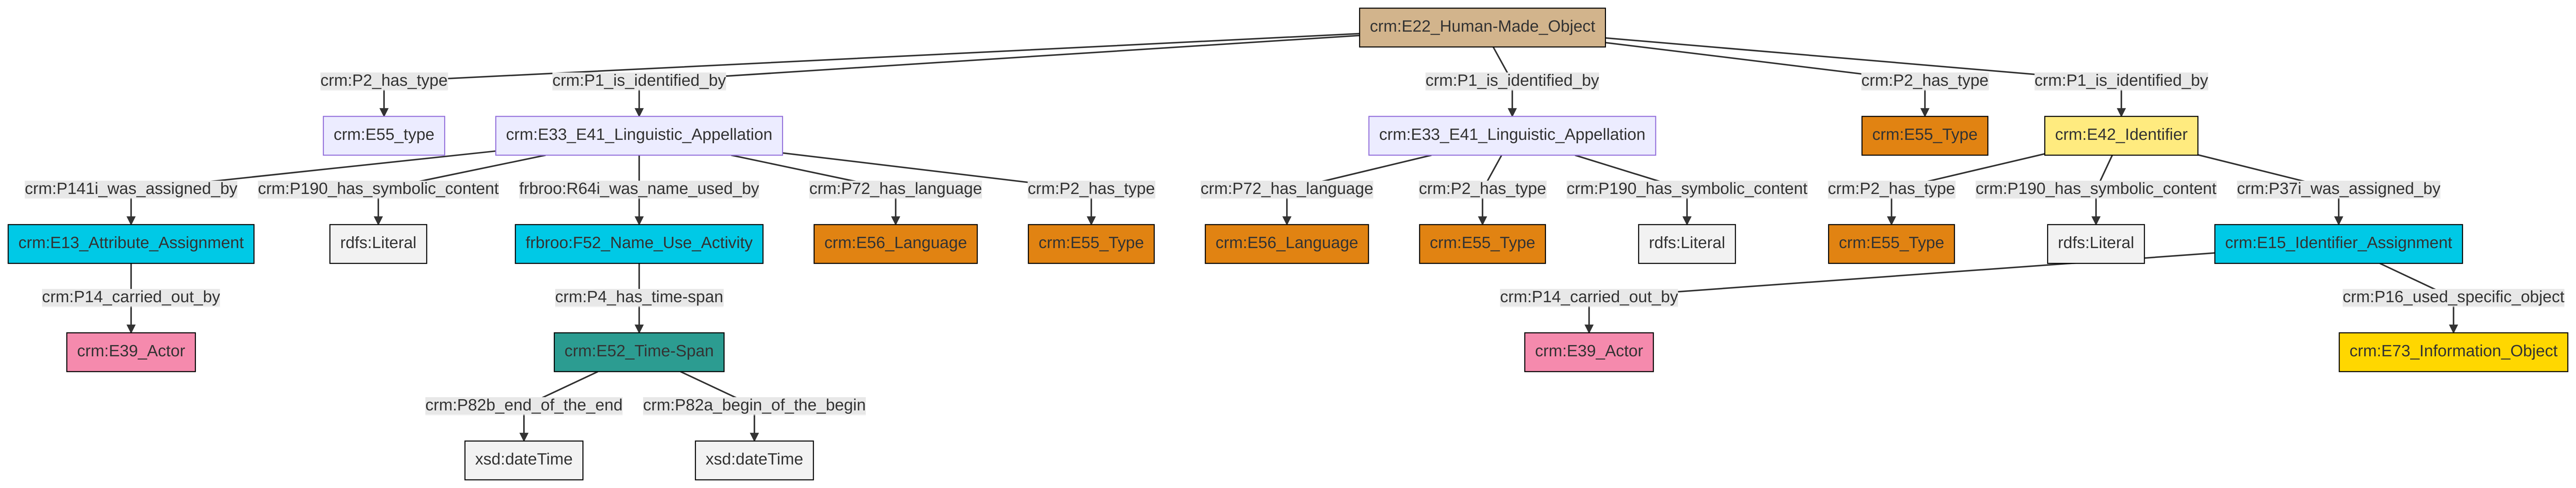 crm:E22_Human-Made_Object
crm:P2_has_type
crm:P1_is_identified_by
crm:P1_is_identified_by
crm:P2_has_type
crm:P1_is_identified_by
crm:E55_type
crm:E33_E41_Linguistic_Appellation
crm:E33_E41_Linguistic_Appellation
crm:E55_Type
crm:E42_Identifier
crm:P141i_was_assigned_by
crm:P190_has_symbolic_content
frbroo:R64i_was_name_used_by
crm:P72_has_language
crm:P2_has_type
crm:P72_has_language
crm:P2_has_type
crm:P190_has_symbolic_content
crm:P2_has_type
crm:P190_has_symbolic_content
crm:P37i_was_assigned_by
crm:E13_Attribute_Assignment
rdfs:Literal
frbroo:F52_Name_Use_Activity
crm:E56_Language
crm:E55_Type
crm:E56_Language
crm:E55_Type
rdfs:Literal
crm:E55_Type
rdfs:Literal
crm:E15_Identifier_Assignment
crm:P14_carried_out_by
crm:P4_has_time-span
crm:P14_carried_out_by
crm:P16_used_specific_object
crm:E39_Actor
crm:E52_Time-Span
crm:E39_Actor
crm:E73_Information_Object
crm:P82b_end_of_the_end
crm:P82a_begin_of_the_begin
xsd:dateTime
xsd:dateTime